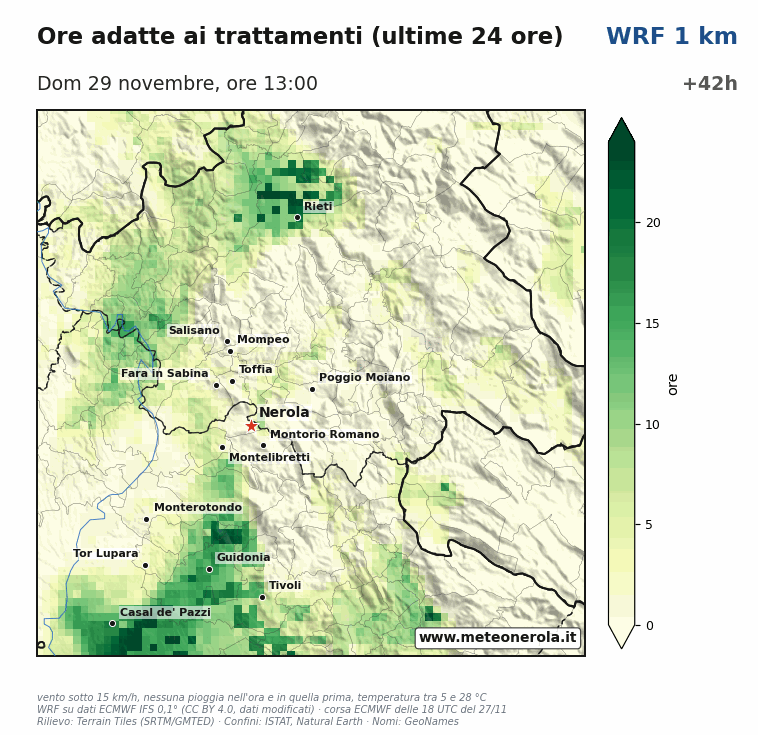 Ore adatte ai trattamenti (ultime 24 ore) WRF 1 km
Dom 29 novembre, ore 13:00 +42h
Rieti
Salisano
Mompeo
Toffia
Fara in Sabina
Poggio Moiano
Nerola
Montorio Romano
Montelibretti
Monterotondo
Tor Lupara
Guidonia
Tivoli
Casal de' Pazzi
www.meteonerola.it
20
15
10
5
0
ore
vento sotto 15 km/h, nessuna pioggia nell'ora e in quella prima, temperatura tra 5 e 28 °C
WRF su dati ECMWF IFS 0,1° (CC BY 4.0, dati modificati) · corsa ECMWF delle 18 UTC del 27/11
Rilievo: Terrain Tiles (SRTM/GMTED) · Confini: ISTAT, Natural Earth · Nomi: GeoNames